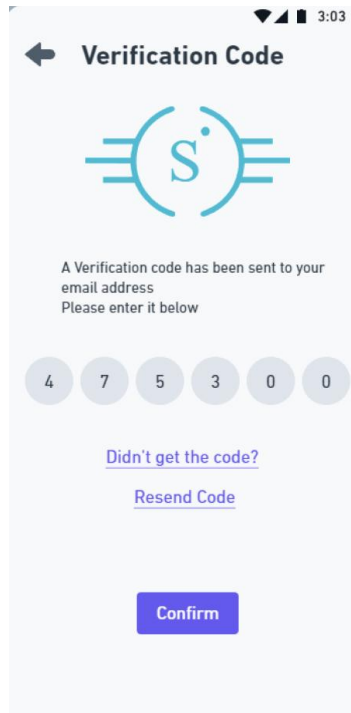 3:03
Verification Code
S
A Verification code has been sent to your
email address
Please enter it below
4 7 5 3 0 0
Didn't get the code?
Resend Code
Confirm